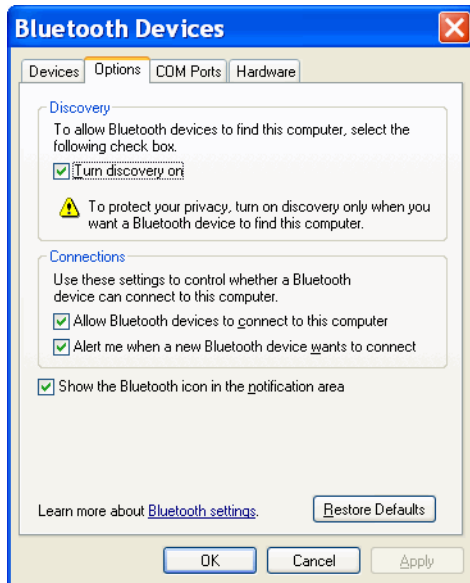 Bluetooth Devices
Devices Options COM Ports Hardware
Discovery
To allow Bluetooth devices to find this computer, select the
following check box.
Turn discovery on
To protect your privacy, turn on discovery only when you
want a Bluetooth device to find this computer.
Connections
Use these settings to control whether a Bluetooth
device can connect to this computer.
Allow Bluetooth devices to connect to this computer
Alert me when a new Bluetooth device wants to connect
Show the Bluetooth icon in the notification area
Learn more about Bluetooth settings. Restore Defaults
OK Cancel Apply